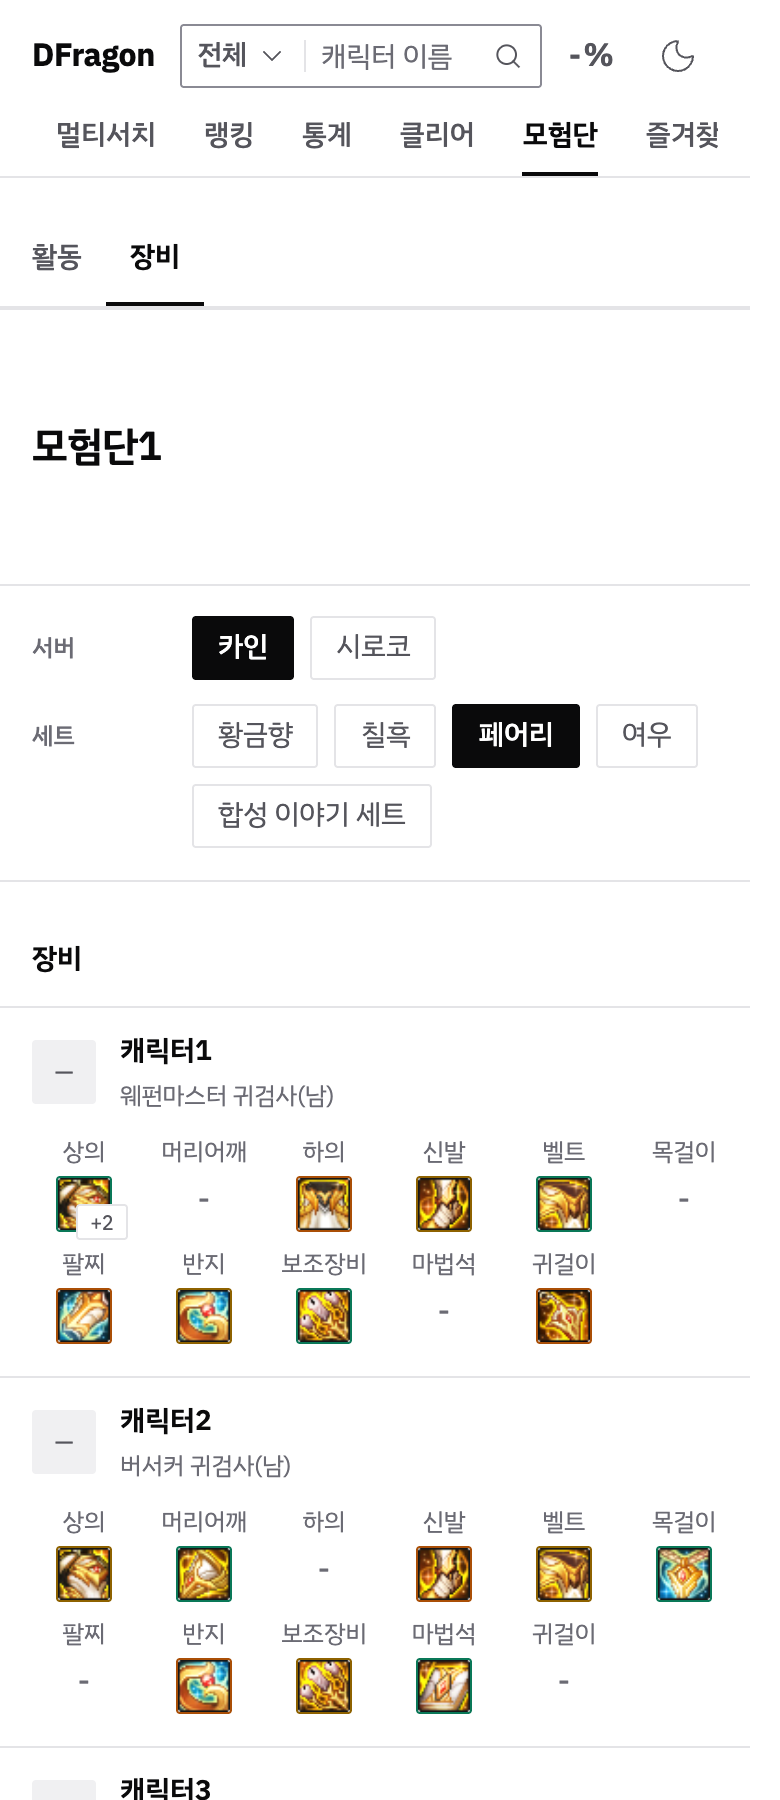 DFragon 전체 캐릭터 이름 -%
멀티서치 랭킹 통계 클리어 모험단 즐겨찾
활동 장비
모험단1
서버 카인 시로코
세트 황금향 칠흑 페어리 여우
합성 이야기 세트
장비
캐릭터1
웨펀마스터 귀검사(남)
상의 머리어깨 하의 신발 벨트 목걸이
+2 - -
팔찌 반지 보조장비 마법석 귀걸이
-
캐릭터2
버서커 귀검사(남)
상의 머리어깨 하의 신발 벨트 목걸이
-
팔찌 반지 보조장비 마법석 귀걸이
- -
캐릭터3